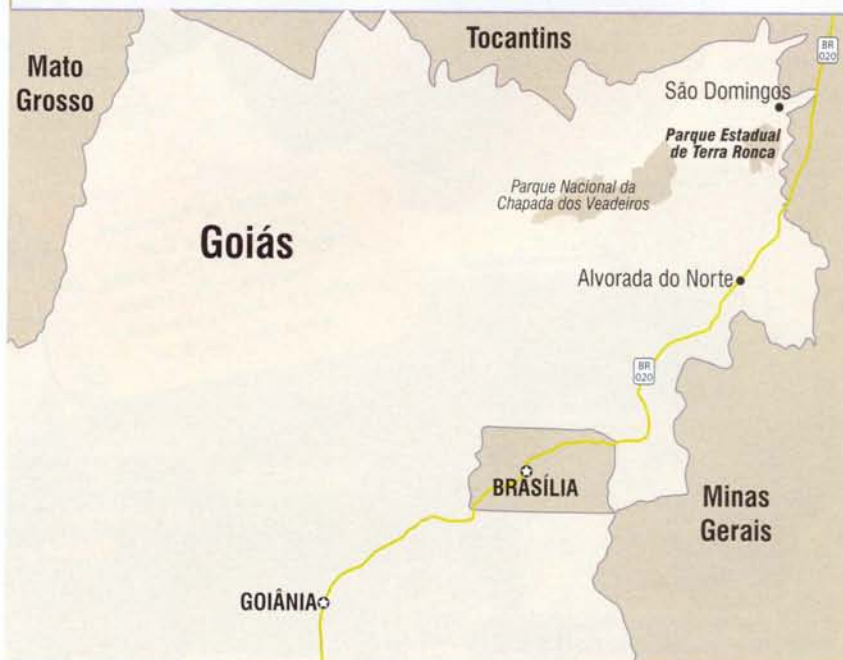 Tocantins
Mato
Grosso
BR
020
São Domingos
Parque Estadual
de Terra Ronca
Parque Nacional da
Chapada dos Veadeiros
Goiás
Alvorada do Norte
BR
020
BRASÍLIA
Minas
Gerais
GOIÂNIA